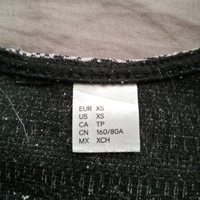 EUR XS
US XS
CA TP
CN 160/80A
MX XCH